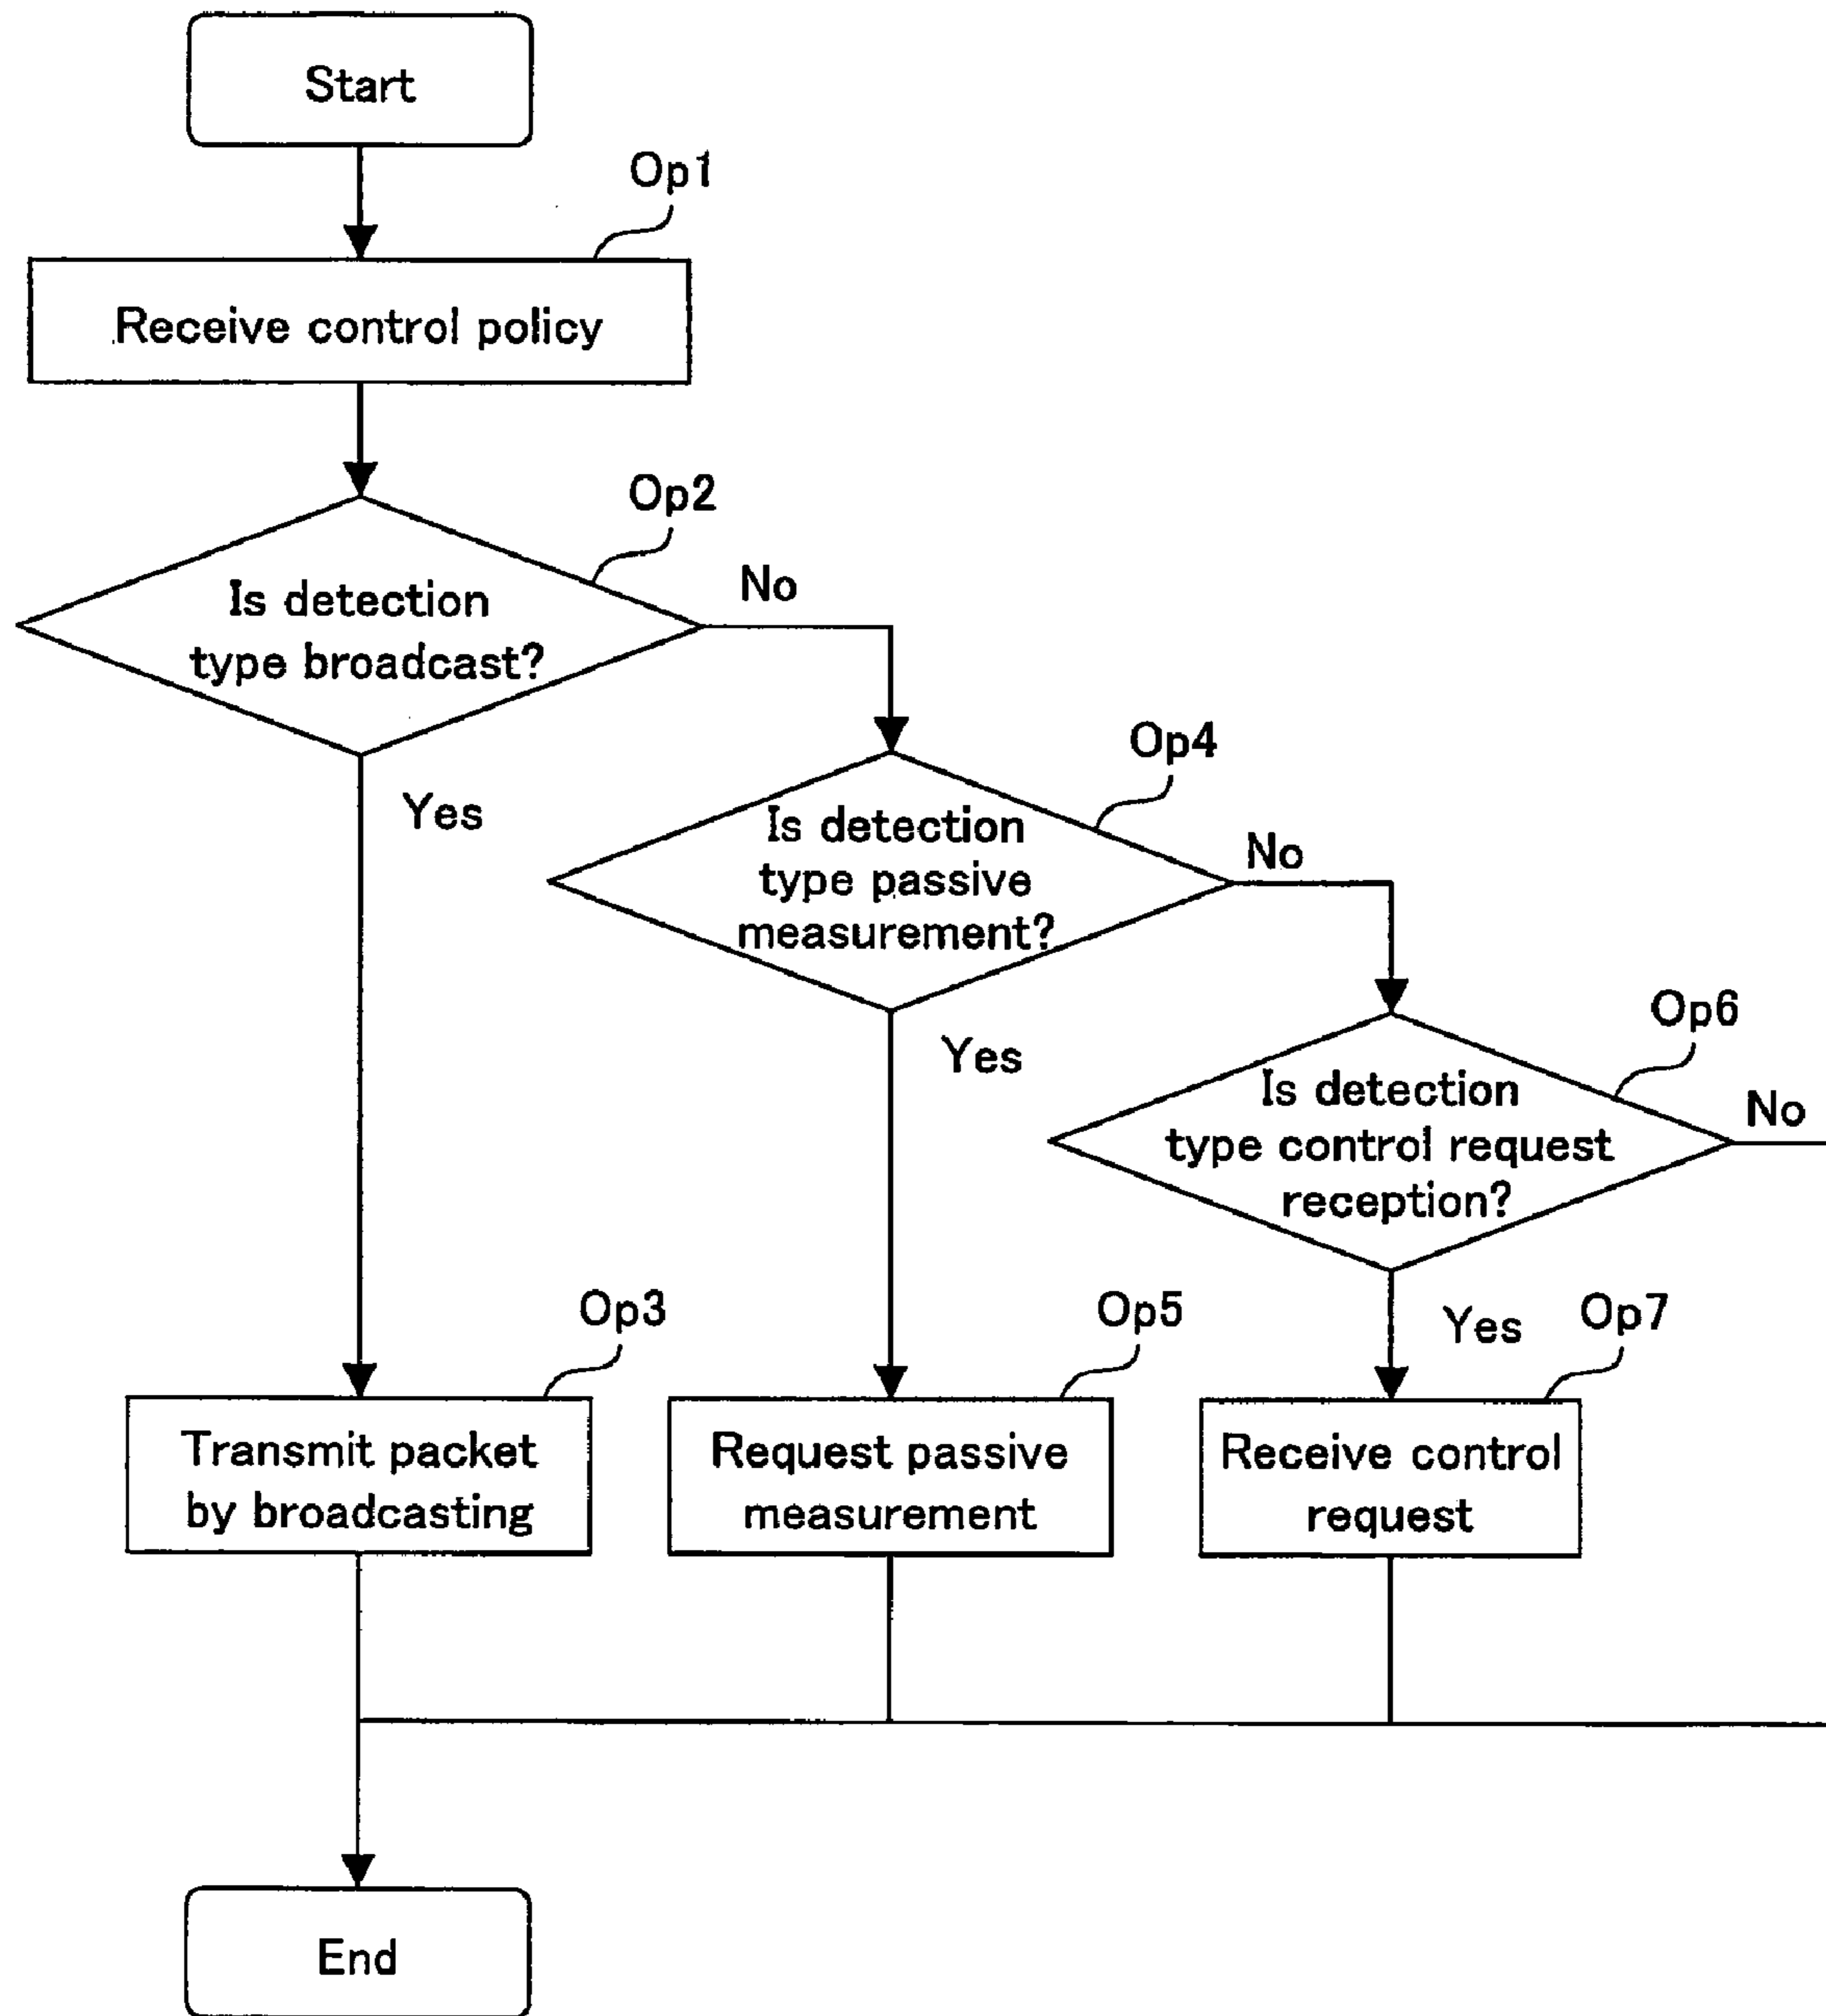 Start
Op1
Receive control policy
Op2
Is detection
type broadcast?
No
Yes
Op4
Is detection
type passive
measurement?
No
Yes
Op6
Is detection
type control request
reception?
No
Yes
Op3
Transmit packet
by broadcasting
Op5
Request passive
measurement
Op7
Receive control
request
End